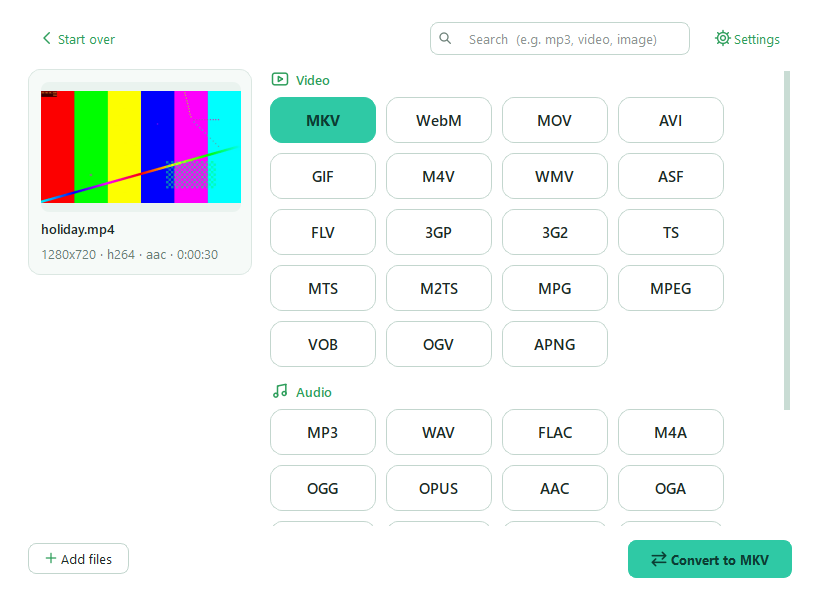 Start over
Search (e.g. mp3, video, image)
Settings
holiday.mp4
1280x720 · h264 · aac · 0:00:30
Video
MKV WebM MOV AVI
GIF M4V WMV ASF
FLV 3GP 3G2 TS
MTS M2TS MPG MPEG
VOB OGV APNG
Audio
MP3 WAV FLAC M4A
OGG OPUS AAC OGA
Add files
Convert to MKV